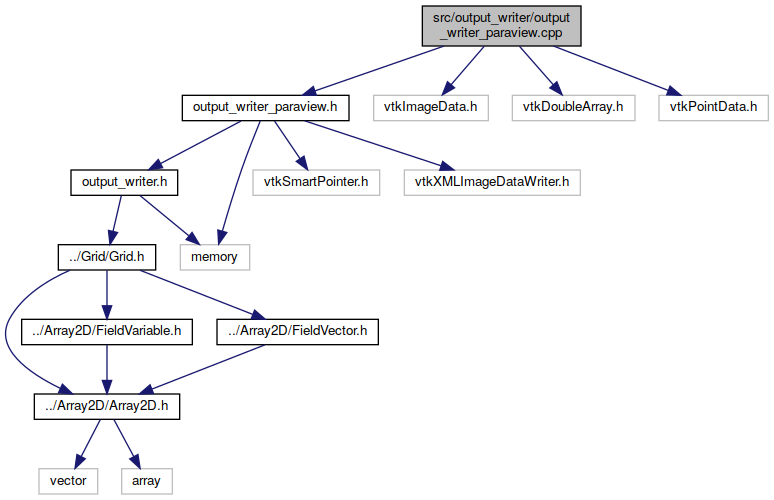 src/output_writer/output
_writer_paraview.cpp
output_writer_paraview.h
vtkImageData.h
vtkDoubleArray.h
vtkPointData.h
output_writer.h
vtkSmartPointer.h
vtkXMLImageDataWriter.h
../Grid/Grid.h
memory
../Array2D/FieldVariable.h
../Array2D/FieldVector.h
../Array2D/Array2D.h
vector
array